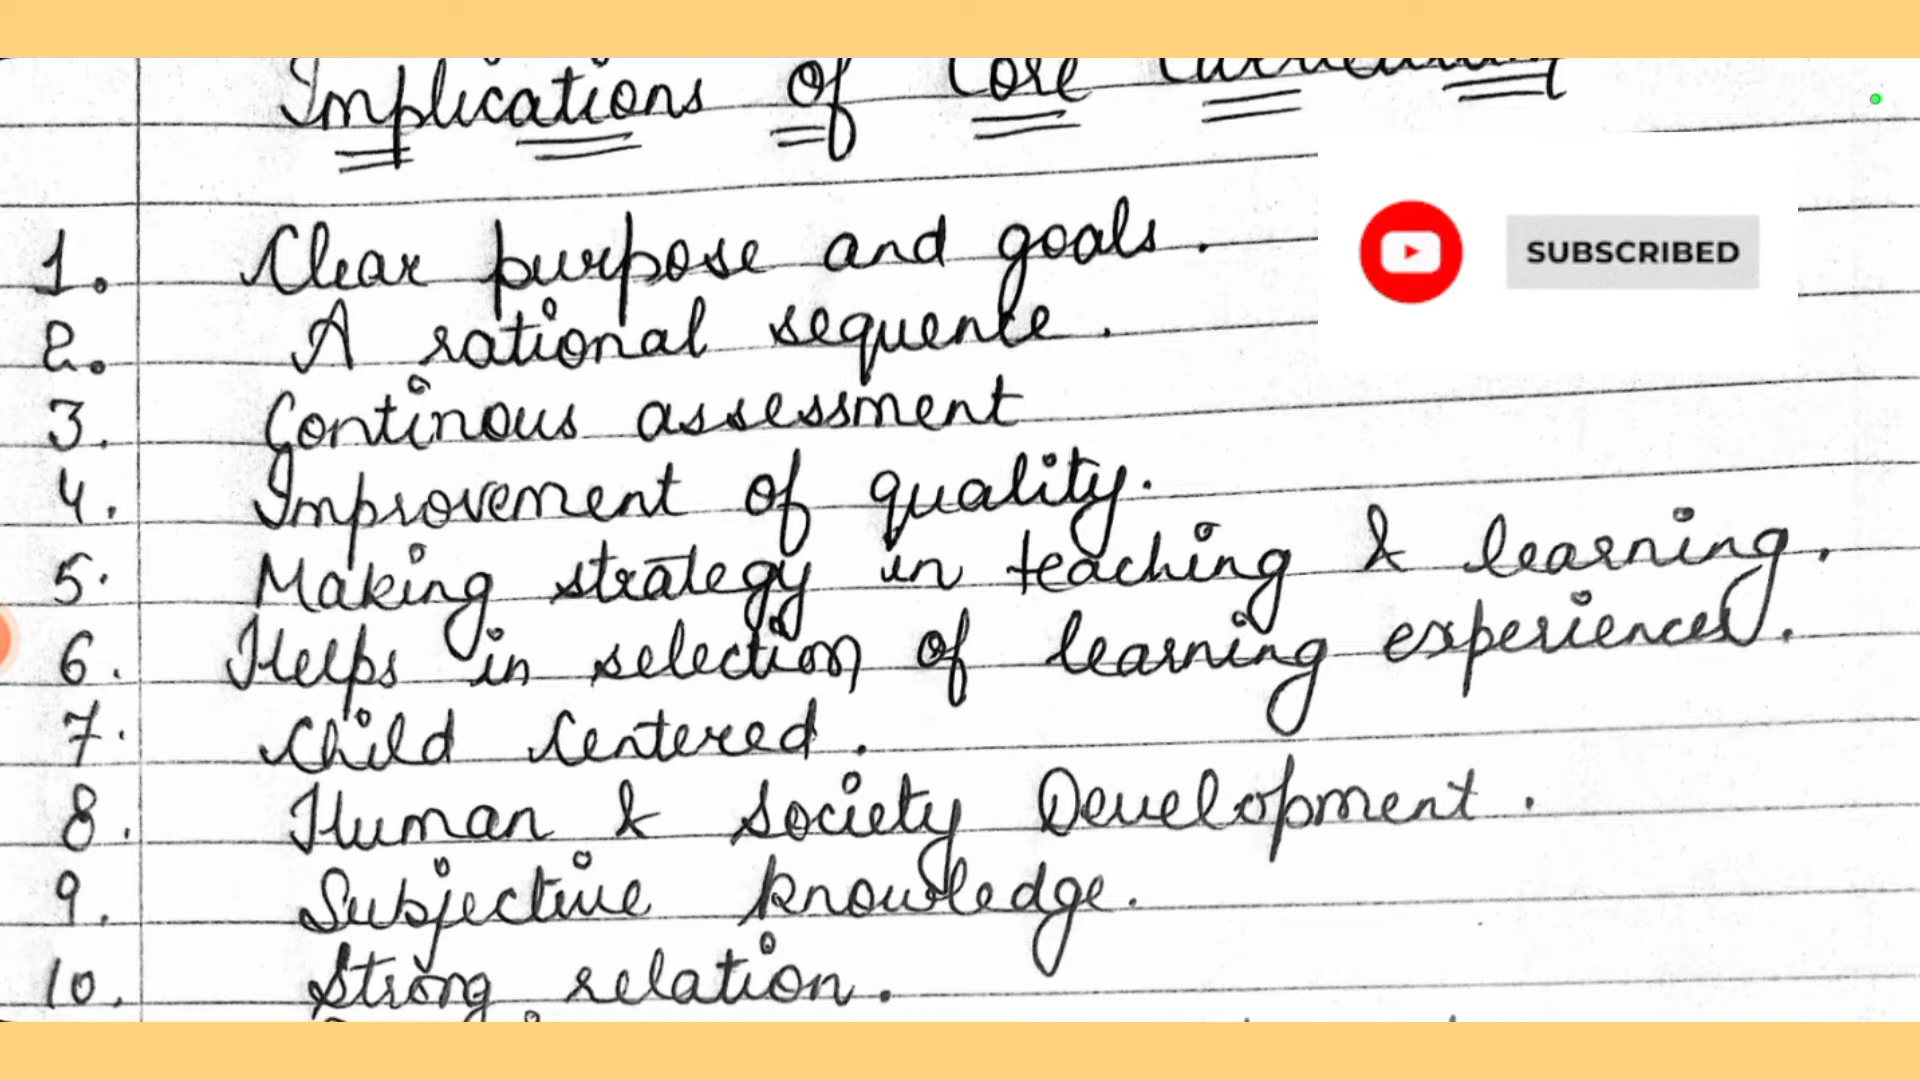 Implications of Core Curriculum
SUBSCRIBED
1. Clear purpose and goals.
2. A rational sequence.
3. Continous assessment
4. Improvement of quality.
5. Making strategy in teaching & learning.
6. Helps in selection of learning experiences.
7. Child Centered.
8. Human & Society Development.
9. Subjective knowledge.
10. Strong relation.